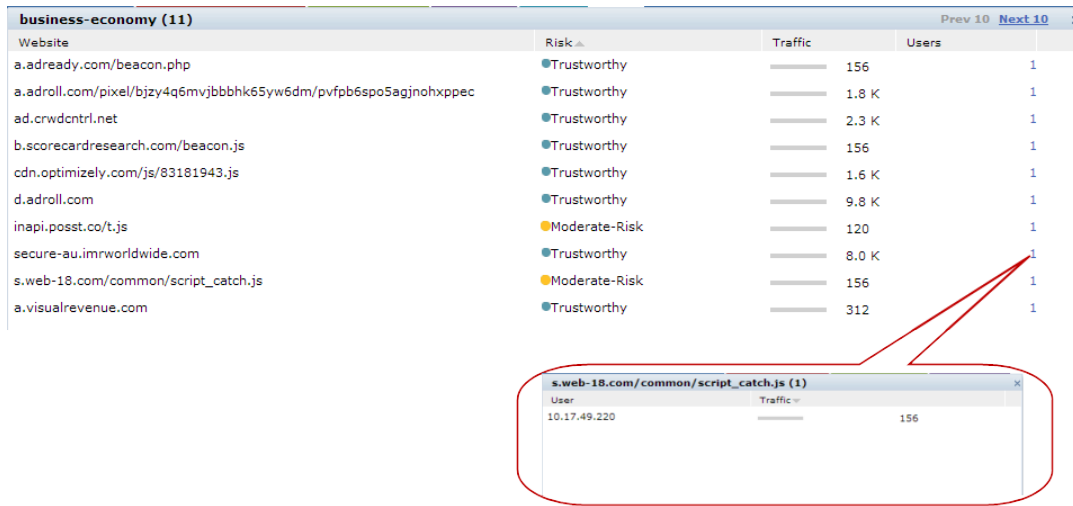 business-economy (11) Prev 10 Next 10
Website Risk Traffic Users
a.adready.com/beacon.php Trustworthy 156 1
a.adroll.com/pixel/bjzy4q6mvjbbbhk65yw6dm/pvfpb6spo5agjnohxppec Trustworthy 1.8 K 1
ad.crwdcntrl.net Trustworthy 2.3 K 1
b.scorecardresearch.com/beacon.js Trustworthy 156 1
cdn.optimizely.com/js/83181943.js Trustworthy 1.6 K 1
d.adroll.com Trustworthy 9.8 K 1
inapi.posst.co/t.js Moderate-Risk 120 1
secure-au.imrworldwide.com Trustworthy 8.0 K 1
s.web-18.com/common/script_catch.js Moderate-Risk 156 1
a.visualrevenue.com Trustworthy 312 1
s.web-18.com/common/script_catch.js (1) ×
User Traffic
10.17.49.220 156